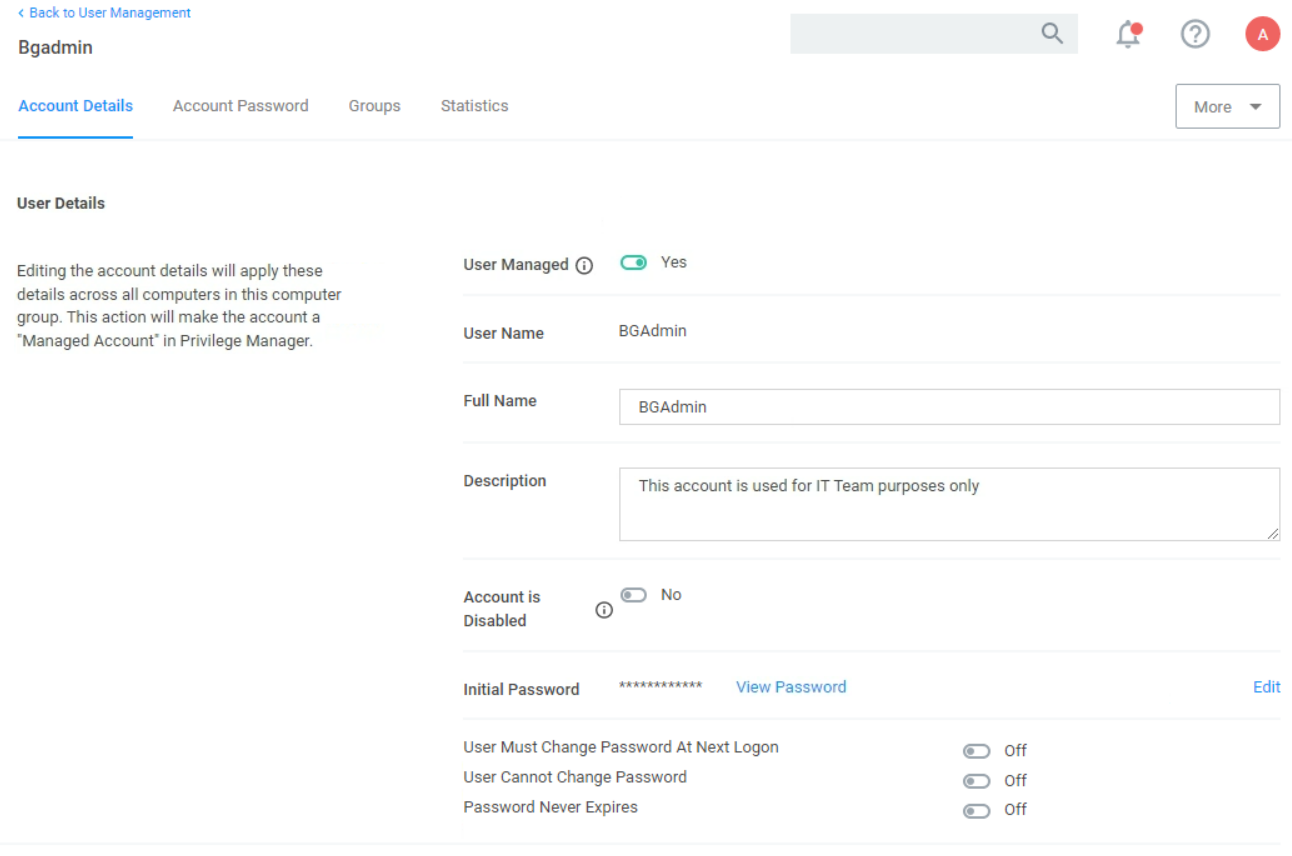 Back to User Management
Bgadmin
A
Account Details
Account Password
Groups
Statistics
More
User Details
Editing the account details will apply these
details across all computers in this computer
group. This action will make the account a
"Managed Account" in Privilege Manager.
User Managed
Yes
User Name
BGAdmin
Full Name
BGAdmin
Description
This account is used for IT Team purposes only
Account is
Disabled
No
Initial Password
************
View Password
Edit
User Must Change Password At Next Logon
Off
User Cannot Change Password
Off
Password Never Expires
Off